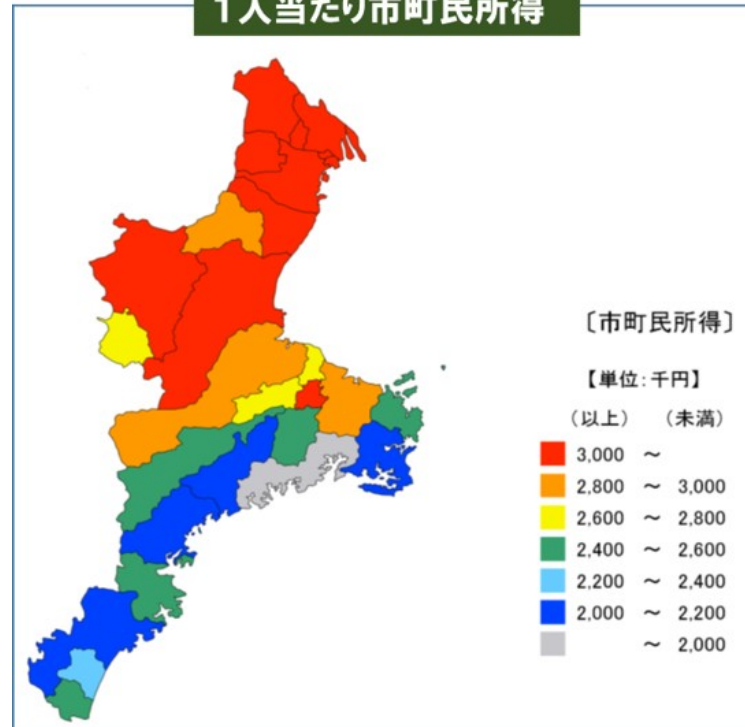 1人当たり市町民所得
〔市町民所得〕
【単位:千円】
（以上） （未満）
3,000 ～
2,800 ～ 3,000
2,600 ～ 2,800
2,400 ～ 2,600
2,200 ～ 2,400
2,000 ～ 2,200
～ 2,000